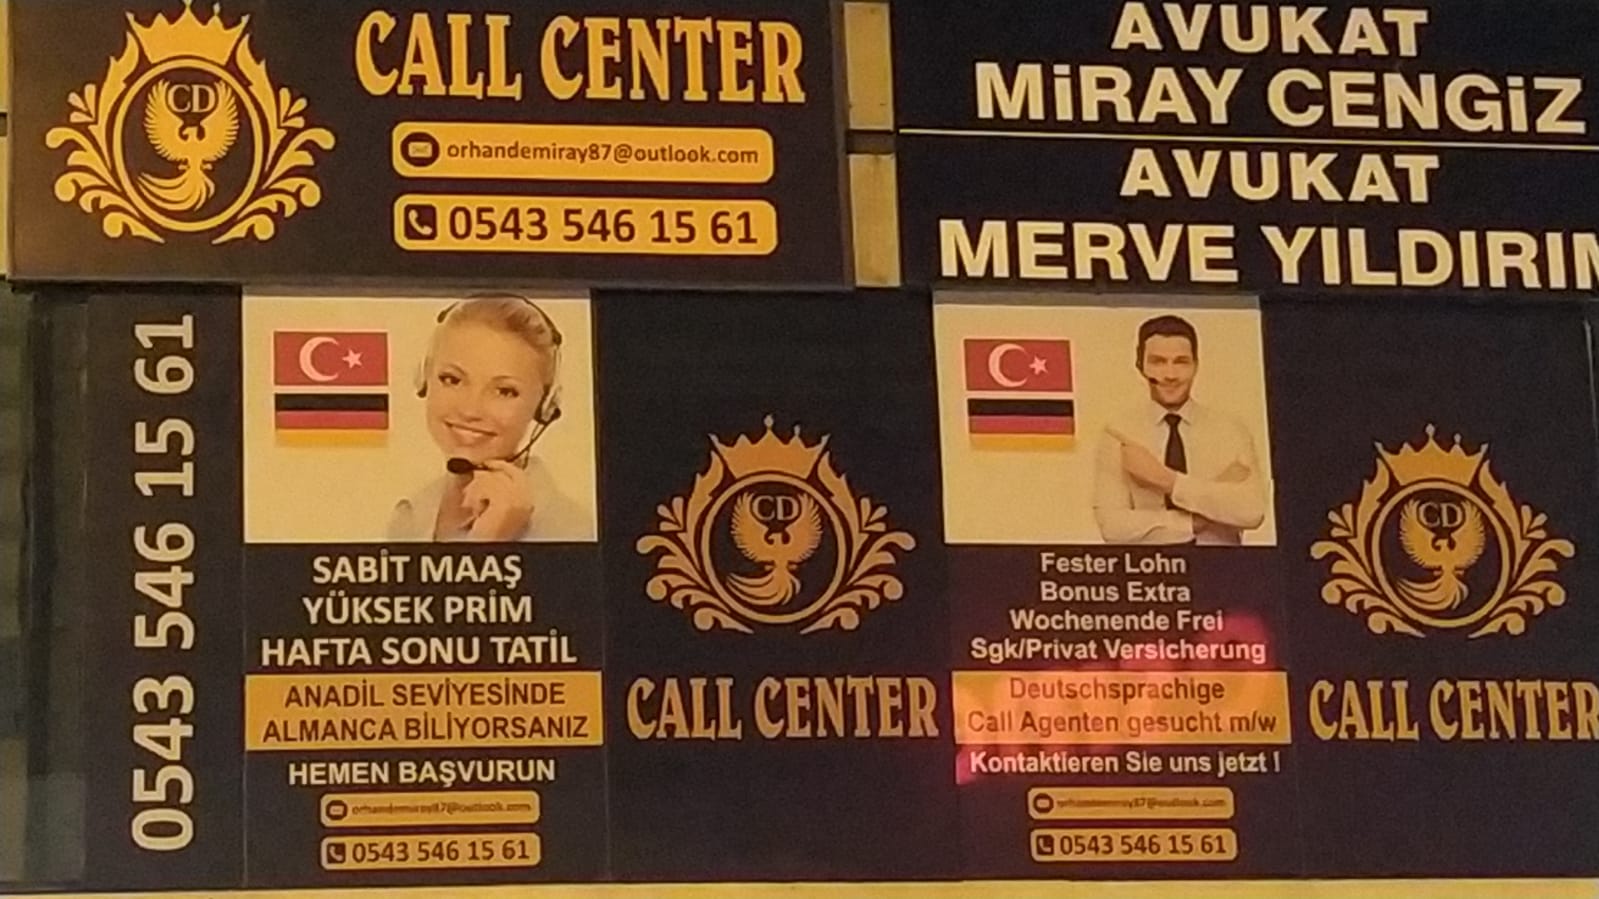 CD
CALL CENTER
orhandemiray87@outlook.com
0543 546 15 61
AVUKAT
MiRAY CENGiZ
AVUKAT
MERVE YILDIRIM
0543 546 15 61
SABİT MAAŞ
YÜKSEK PRİM
HAFTA SONU TATİL
ANADİL SEVİYESİNDE
ALMANCA BİLİYORSANIZ
HEMEN BAŞVURUN
orhandemiray87@outlook.com
0543 546 15 61
CD
CALL CENTER
Fester Lohn
Bonus Extra
Wochenende Frei
Sgk/Privat Versicherung
Deutschsprachige
Call Agenten gesucht m/w
Kontaktieren Sie uns jetzt !
orhandemiray87@outlook.com
0543 546 15 61
CD
CALL CENTER